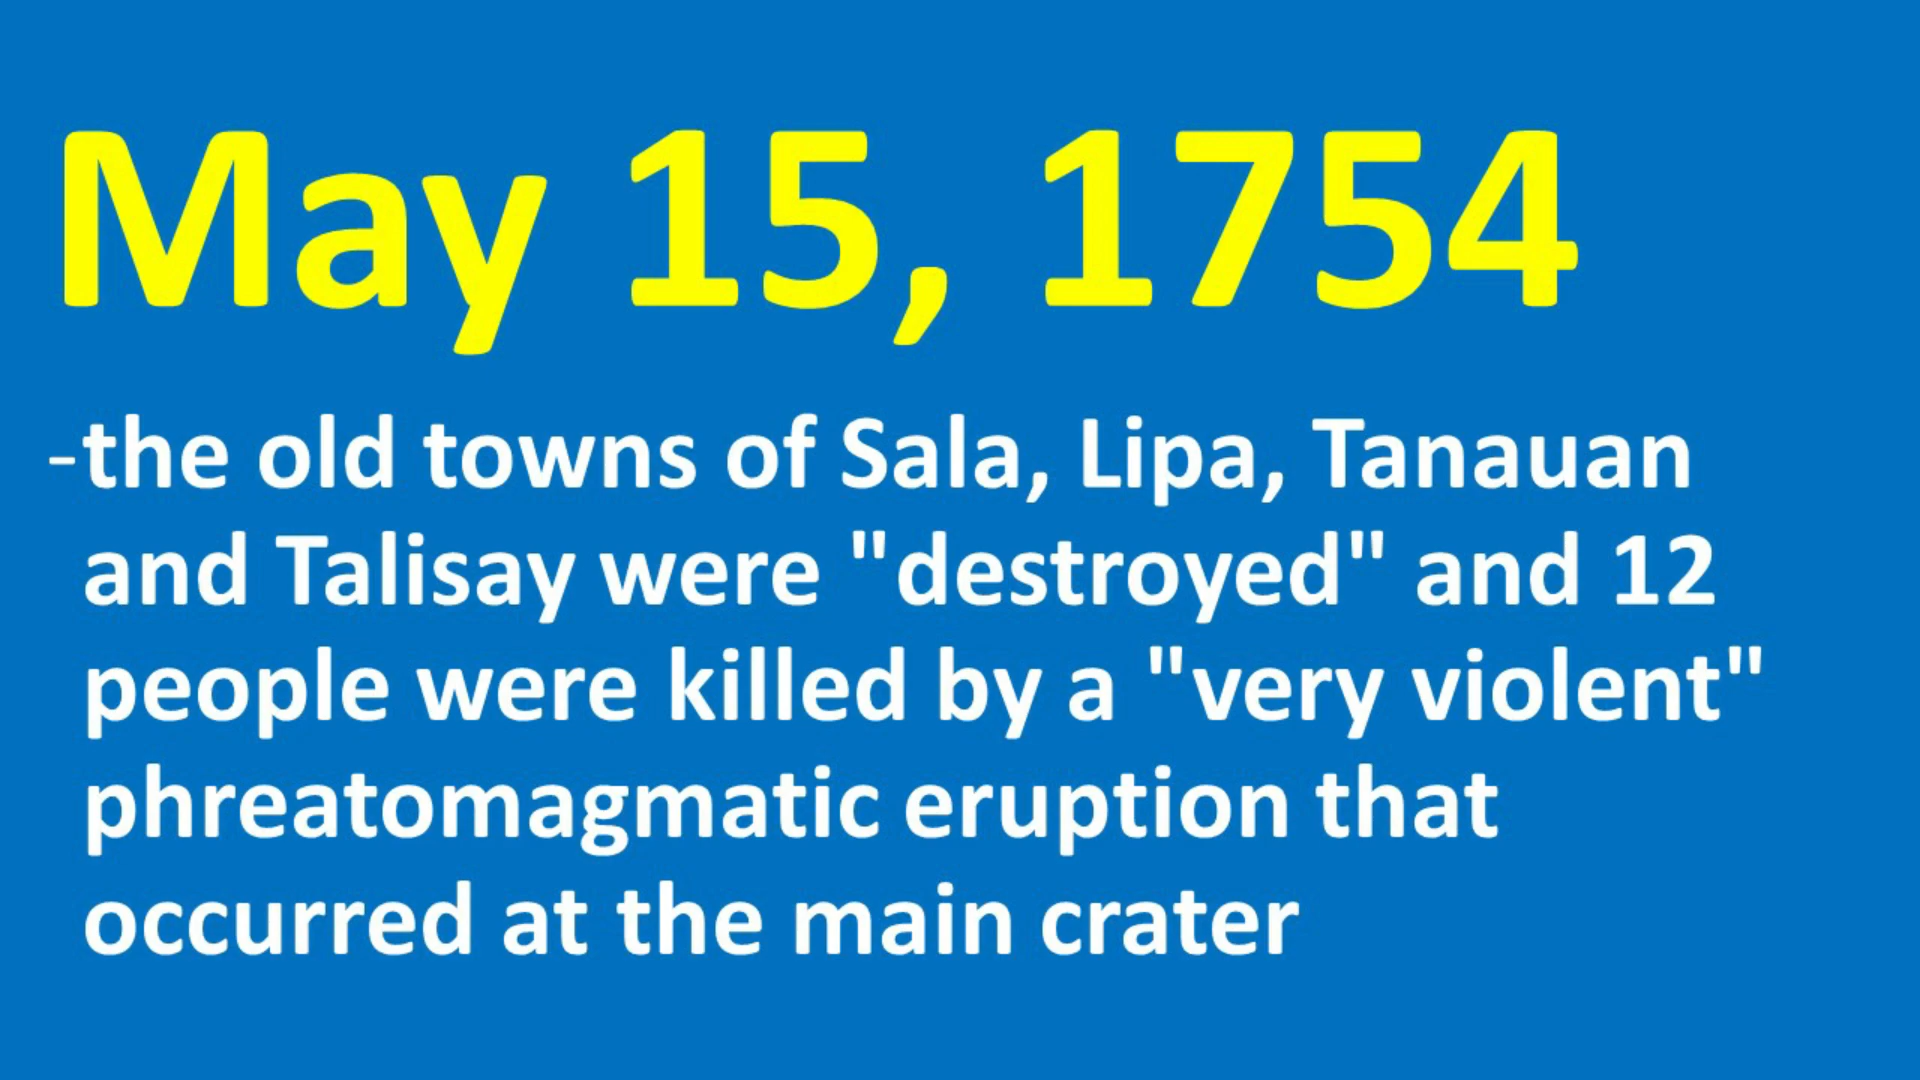 May 15, 1754
-the old towns of Sala, Lipa, Tanauan
and Talisay were "destroyed" and 12
people were killed by a "very violent"
phreatomagmatic eruption that
occurred at the main crater